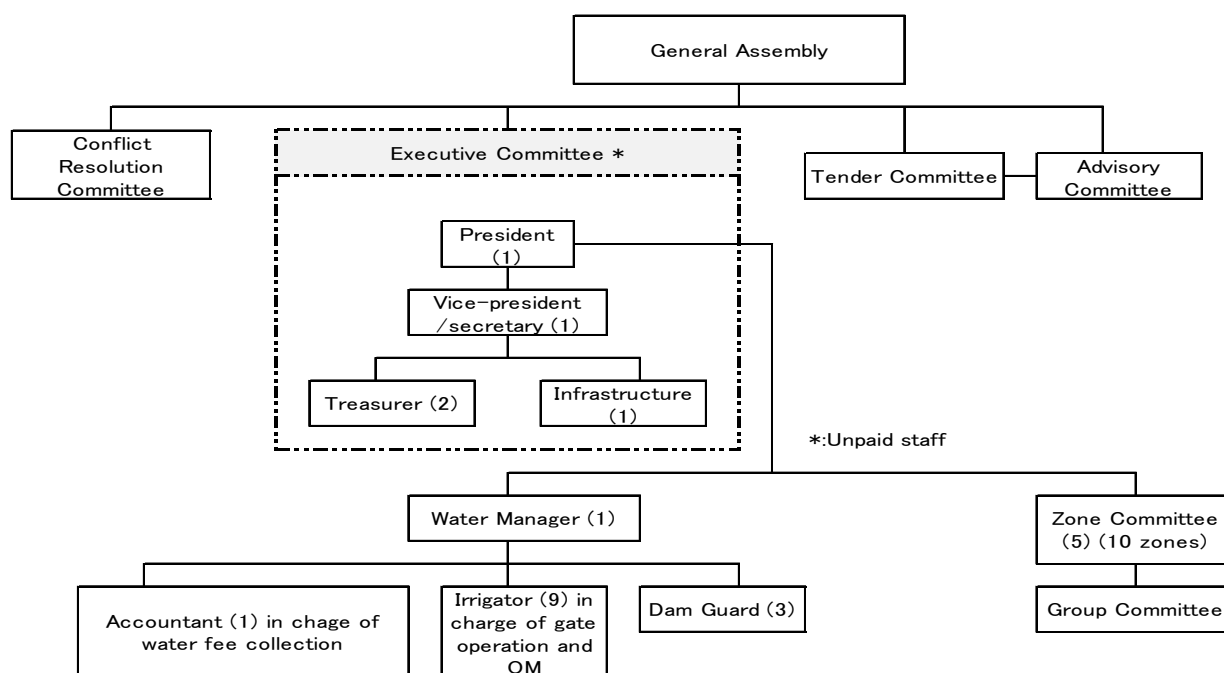 General Assembly
Conflict
Resolution
Committee
Executive Committee *
Tender Committee
Advisory
Committee
President
(1)
Vice-president
/secretary (1)
Treasurer (2)
Infrastructure
(1)
*:Unpaid staff
Water Manager (1)
Zone Committee
(5) (10 zones)
Accountant (1) in chage of
water fee collection
Irrigator (9) in
charge of gate
operation and
OM
Dam Guard (3)
Group Committee